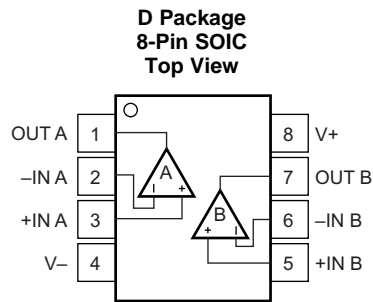 D Package
8-Pin SOIC
Top View
OUT A 1 8 V+
–IN A 2 A 7 OUT B
– +
+IN A 3 B 6 –IN B
+ –
V– 4 5 +IN B